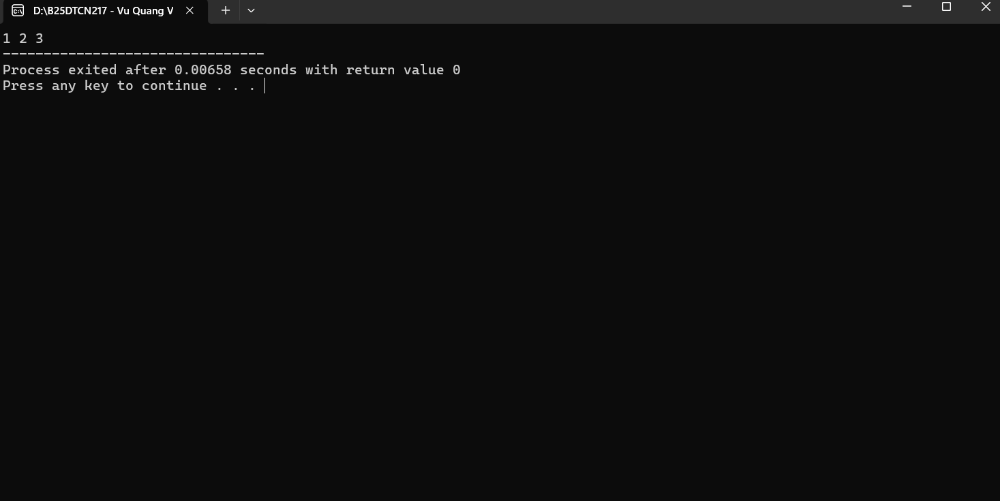 D:\B25DTCN217 - Vu Quang V
1 2 3
--------------------------------
Process exited after 0.00658 seconds with return value 0
Press any key to continue . . .